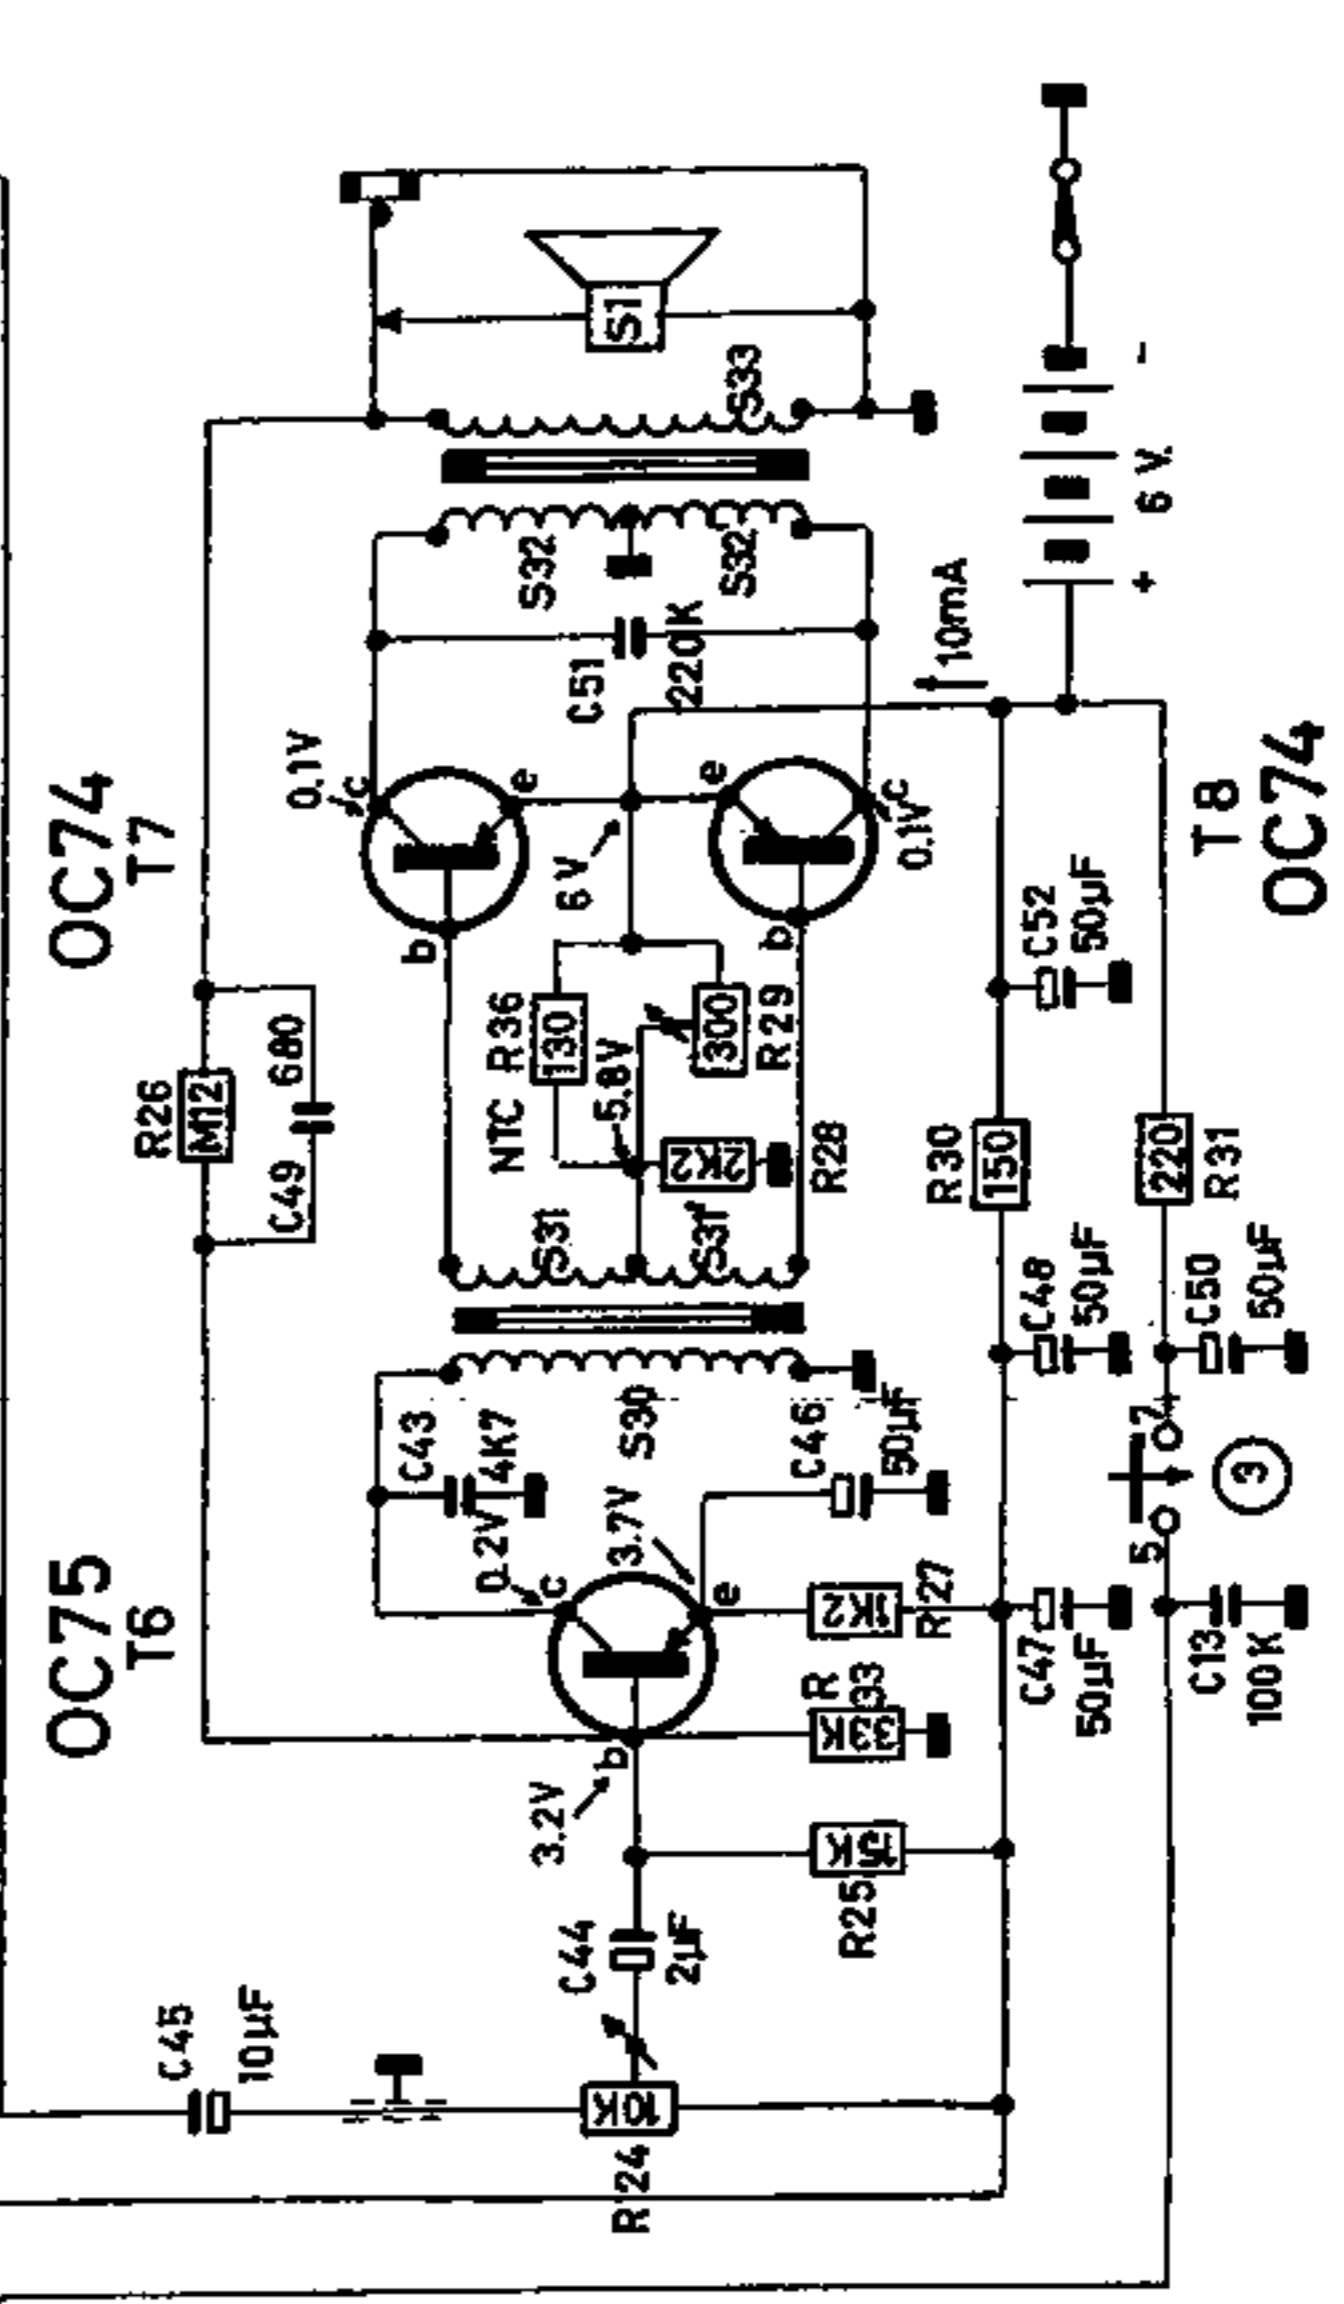 S1
S33
-
6 V.
+
S32
S32
10mA
C51
220K
0.1V
c
e
e
c
0.1V
OC74
T7
T8
OC74
6V
b
b
C52
50µF
R26
M12
680
C49
NTC R36
130
5.8V
300
R29
2K2
R28
R30
150
220
R31
S31
S31
C48
50µF
C50
50µF
C43
4K7
S30
C46
50µF
7
3
5
OC75
T6
0.2V
c
3.7V
e
1K2
R27
C47
50µF
C13
100K
R
33
33K
b
3.2V
15K
R25
C44
2µF
C45
10µF
10K
R24